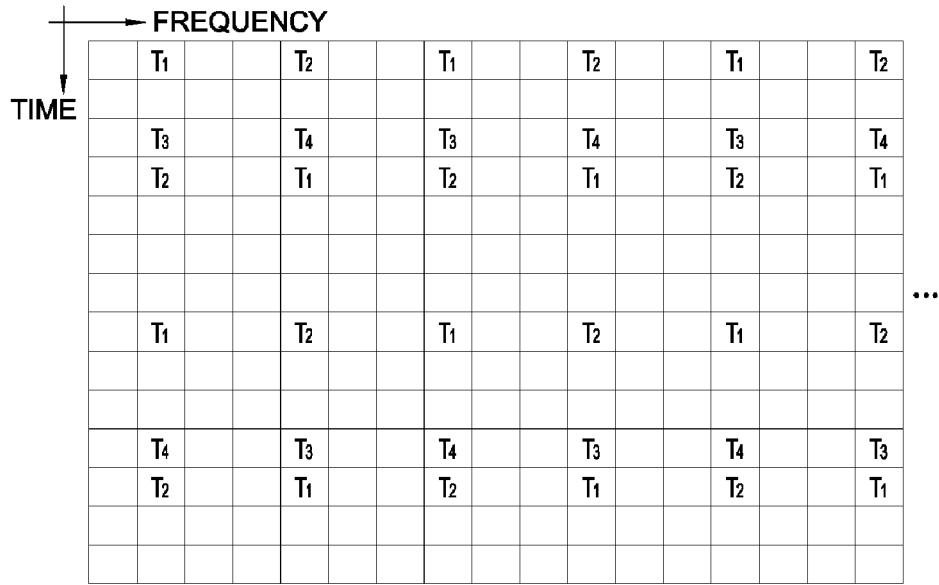 FREQUENCY
TIME
T1 T2 T1 T2 T1 T2
T3 T4 T3 T4 T3 T4
T2 T1 T2 T1 T2 T1
...
T1 T2 T1 T2 T1 T2
T4 T3 T4 T3 T4 T3
T2 T1 T2 T1 T2 T1